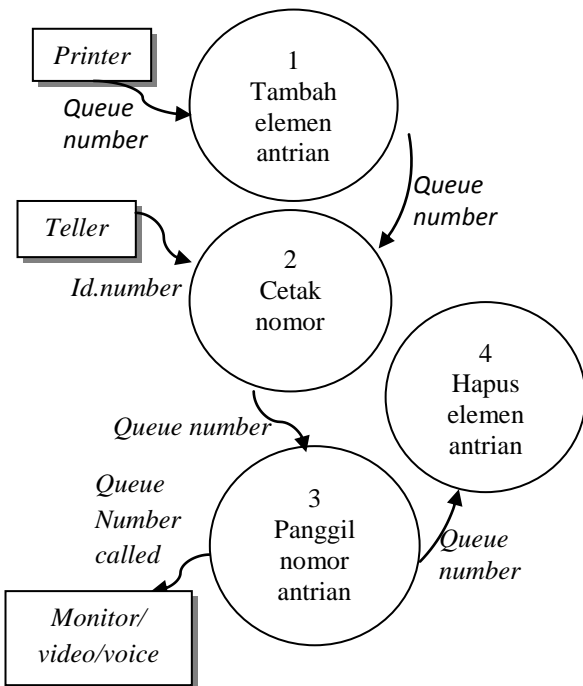 Printer
Queue
number
1
Tambah
elemen
antrian
Queue
number
Teller
Id.number
2
Cetak
nomor
4
Hapus
elemen
antrian
Queue number
Queue
Number
called
3
Panggil
nomor
antrian
Queue
number
Monitor/
video/voice